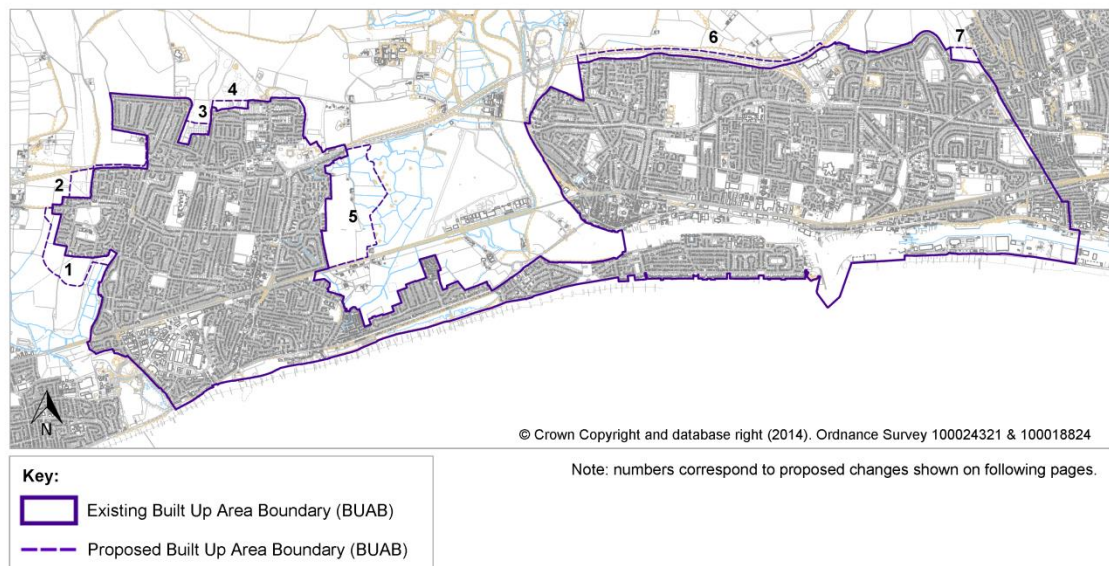 6
7
4
3
2
5
1
N
© Crown Copyright and database right (2014). Ordnance Survey 100024321 & 100018824
Key:
Existing Built Up Area Boundary (BUAB)
Proposed Built Up Area Boundary (BUAB)
Note: numbers correspond to proposed changes shown on following pages.